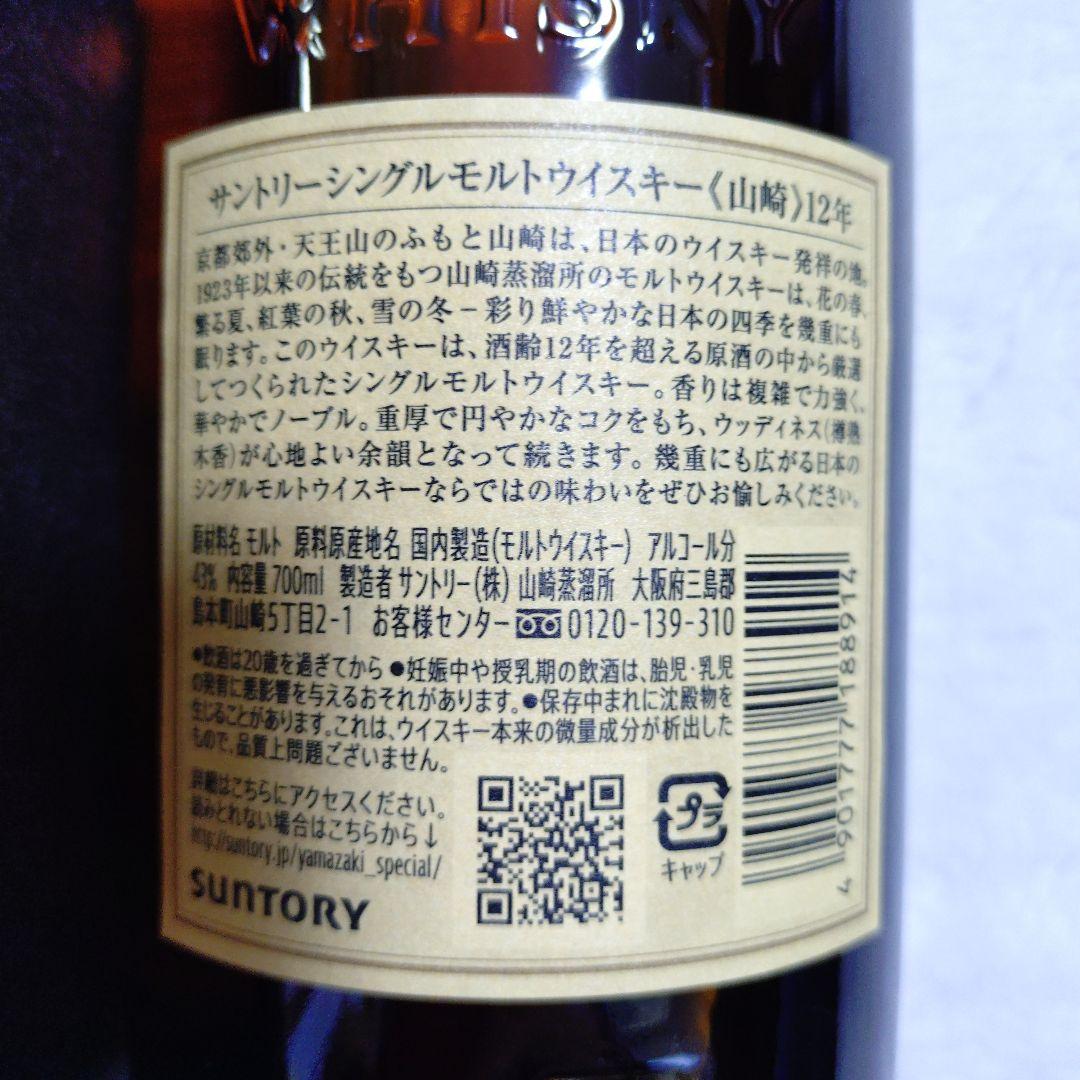 WHISKY
サントリーシングルモルトウイスキー《山崎》12年
京都郊外・天王山のふもと山崎は、日本のウイスキー発祥の地。
1923年以来の伝統をもつ山崎蒸溜所のモルトウイスキーは、花の春、
繁る夏、紅葉の秋、雪の冬－彩り鮮やかな日本の四季を幾重にも
眠ります。このウイスキーは、酒齢12年を超える原酒の中から厳選
してつくられたシングルモルトウイスキー。香りは複雑で力強く、
華やかでノーブル。重厚で円やかなコクをもち、ウッディネス(樽熟
木香)が心地よい余韻となって続きます。幾重にも広がる日本の
シングルモルトウイスキーならではの味わいをぜひお愉しみください。
原材料名 モルト 原料原産地名 国内製造(モルトウイスキー) アルコール分
43% 内容量 700ml 製造者 サントリー(株) 山崎蒸溜所 大阪府三島郡
島本町山崎5丁目2-1 お客様センター 0120-139-310
●飲酒は20歳を過ぎてから ●妊娠中や授乳期の飲酒は、胎児・乳児
の発育に悪影響を与えるおそれがあります。●保存中まれに沈殿物を
生じることがあります。これは、ウイスキー本来の微量成分が析出した
もので、品質上問題ございません。
詳細はこちらにアクセスください。
読みとれない場合はこちらから↓
http://suntory.jp/yamazaki_special/
SUNTORY
プラ
キャップ
4 901777 188914